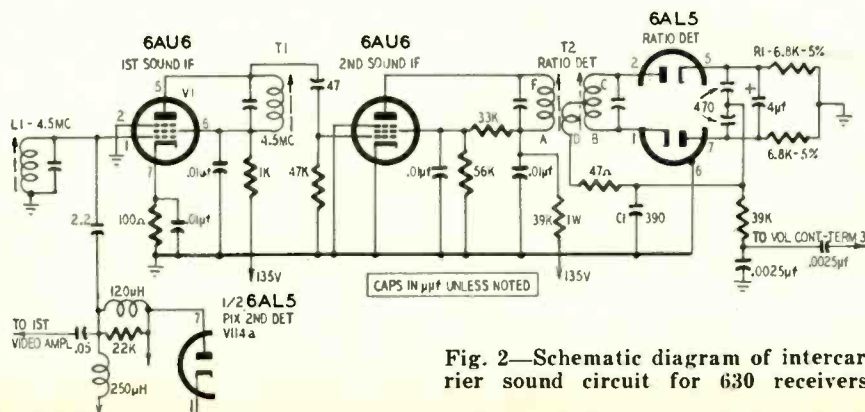 6AU6
1ST SOUND IF
V1
5
2
1
6
7
L1-4.5MC
T1
4.5MC
47
6AU6
2ND SOUND IF
T2
RATIO DET
F
A
D
C
B
6AL5
RATIO DET
2
5
1
7
6
R1-6.8K-5%
470
+
4µf
6.8K-5%
2.2
100Ω
.01µf
.01µf
1K
47K
.01µf
56K
33K
.01µf
39K
1W
47Ω
C1
390
39K
TO VOL CONT-TERM 3
.0025µf
.0025µf
135V
135V
CAPS IN µµf UNLESS NOTED
120µH
22K
TO 1ST
VIDEO AMPL
.05
250µH
1/2 6AL5
PIX 2ND DET
V114a
7
1
Fig. 2—Schematic diagram of intercar
rier sound circuit for 630 receivers